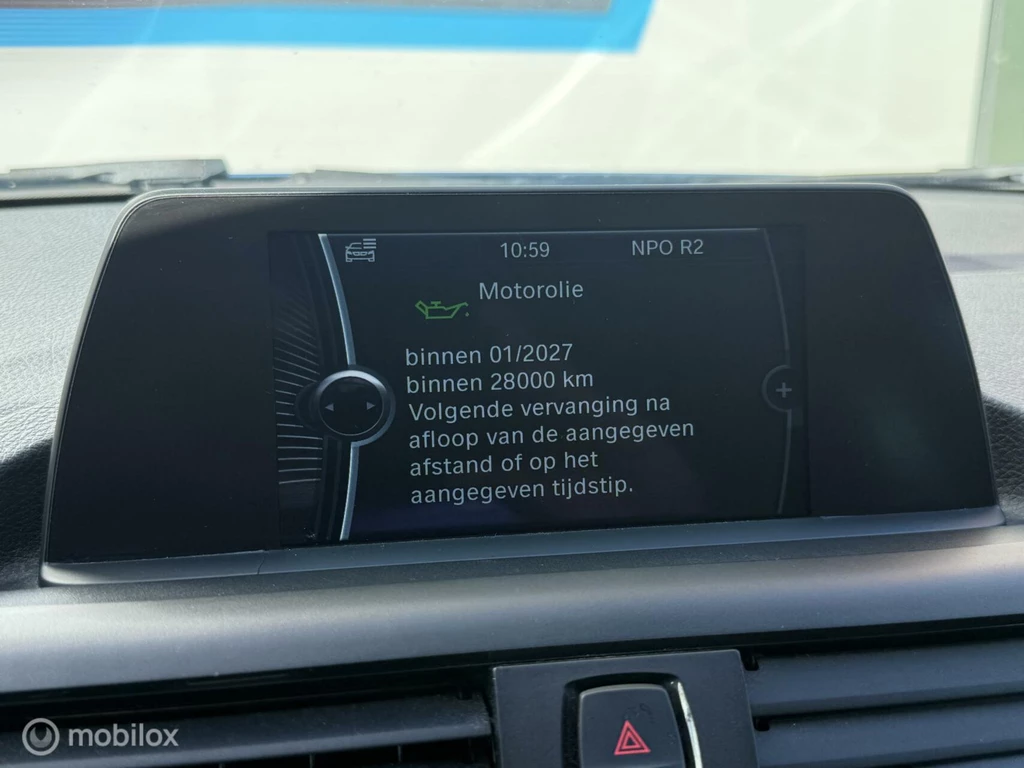 10:59 NPO R2
Motorolie
binnen 01/2027
binnen 28000 km
Volgende vervanging na
afloop van de aangegeven
afstand of op het
aangegeven tijdstip.
mobilox